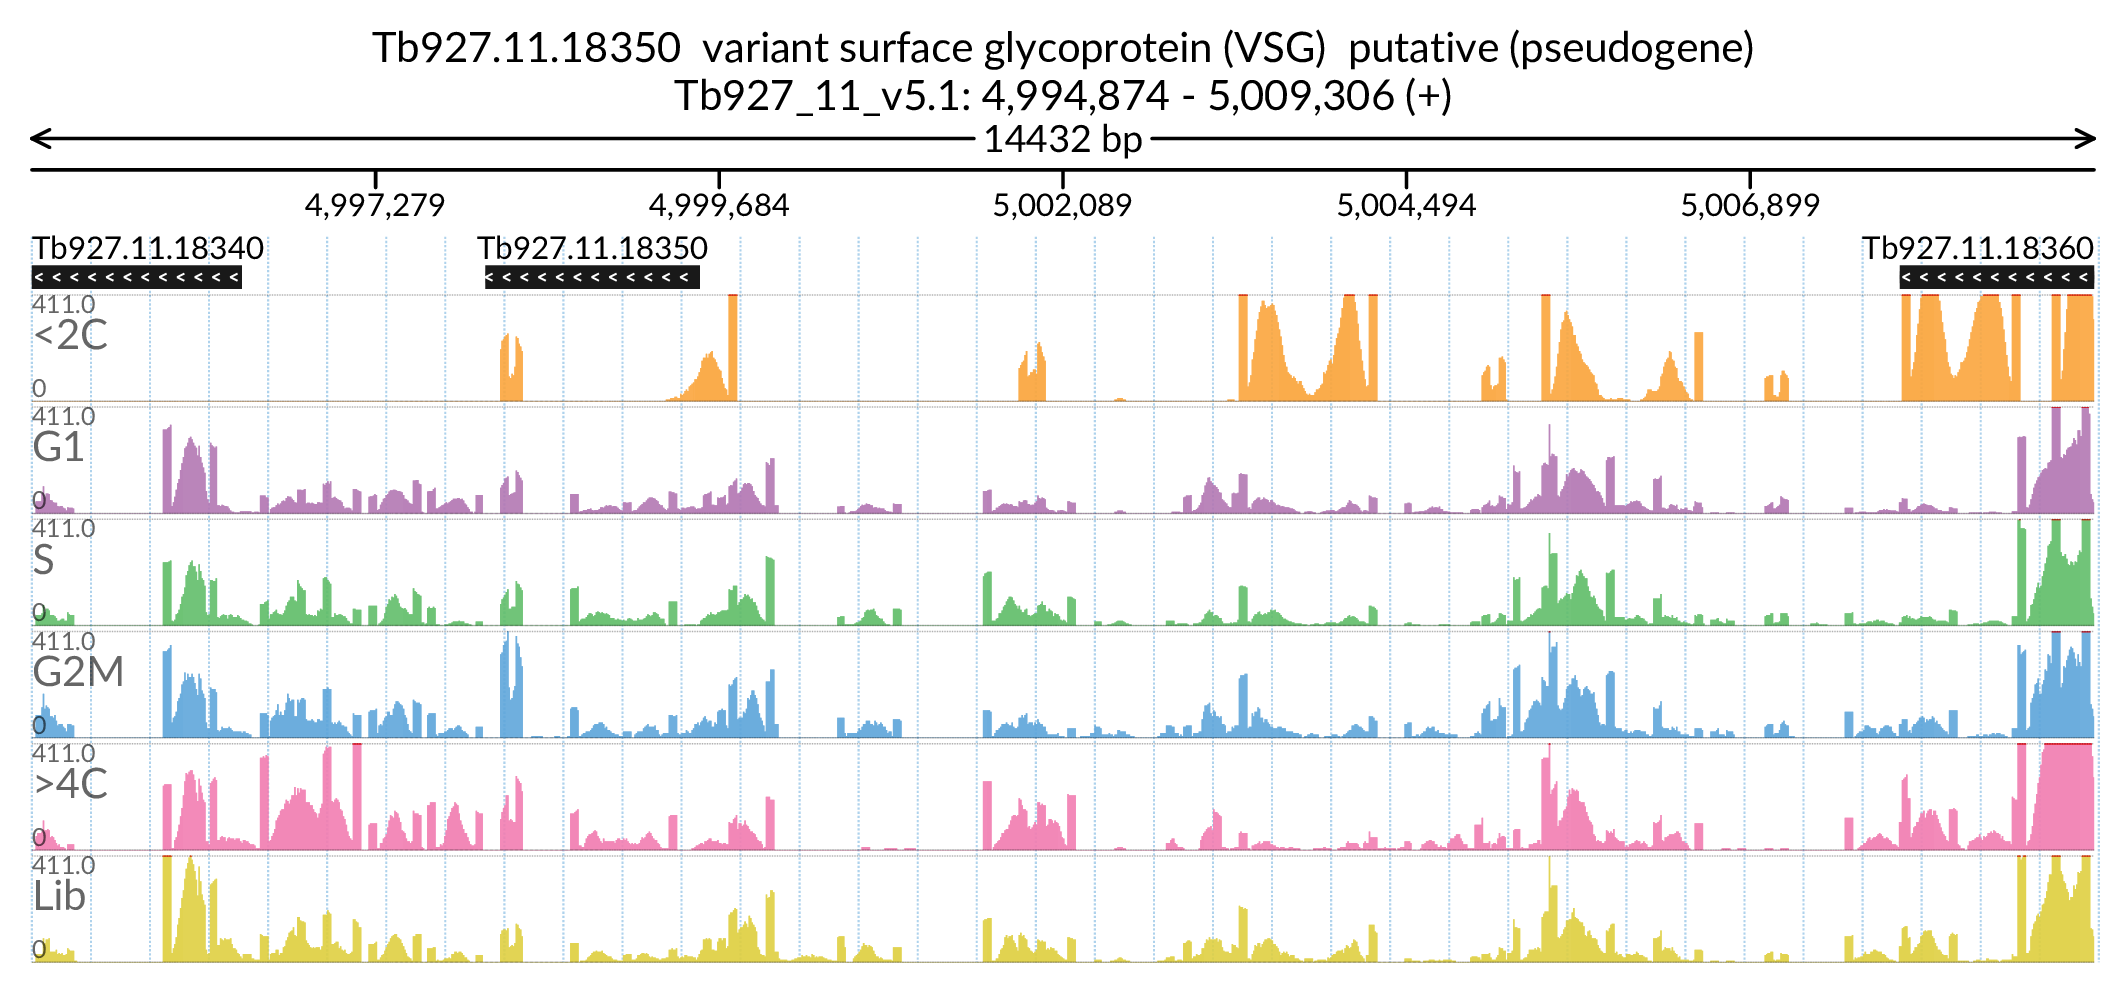 Tb927.11.18350 variant surface glycoprotein (VSG) putative (pseudogene)
Tb927_11_v5.1: 4,994,874 - 5,009,306 (+)
14432 bp
4,997,279 4,999,684 5,002,089 5,004,494 5,006,899
Tb927.11.18340 Tb927.11.18350 Tb927.11.18360
411.0
<2C
0
411.0
G1
0
411.0
S
0
411.0
G2M
0
411.0
>4C
0
411.0
Lib
0